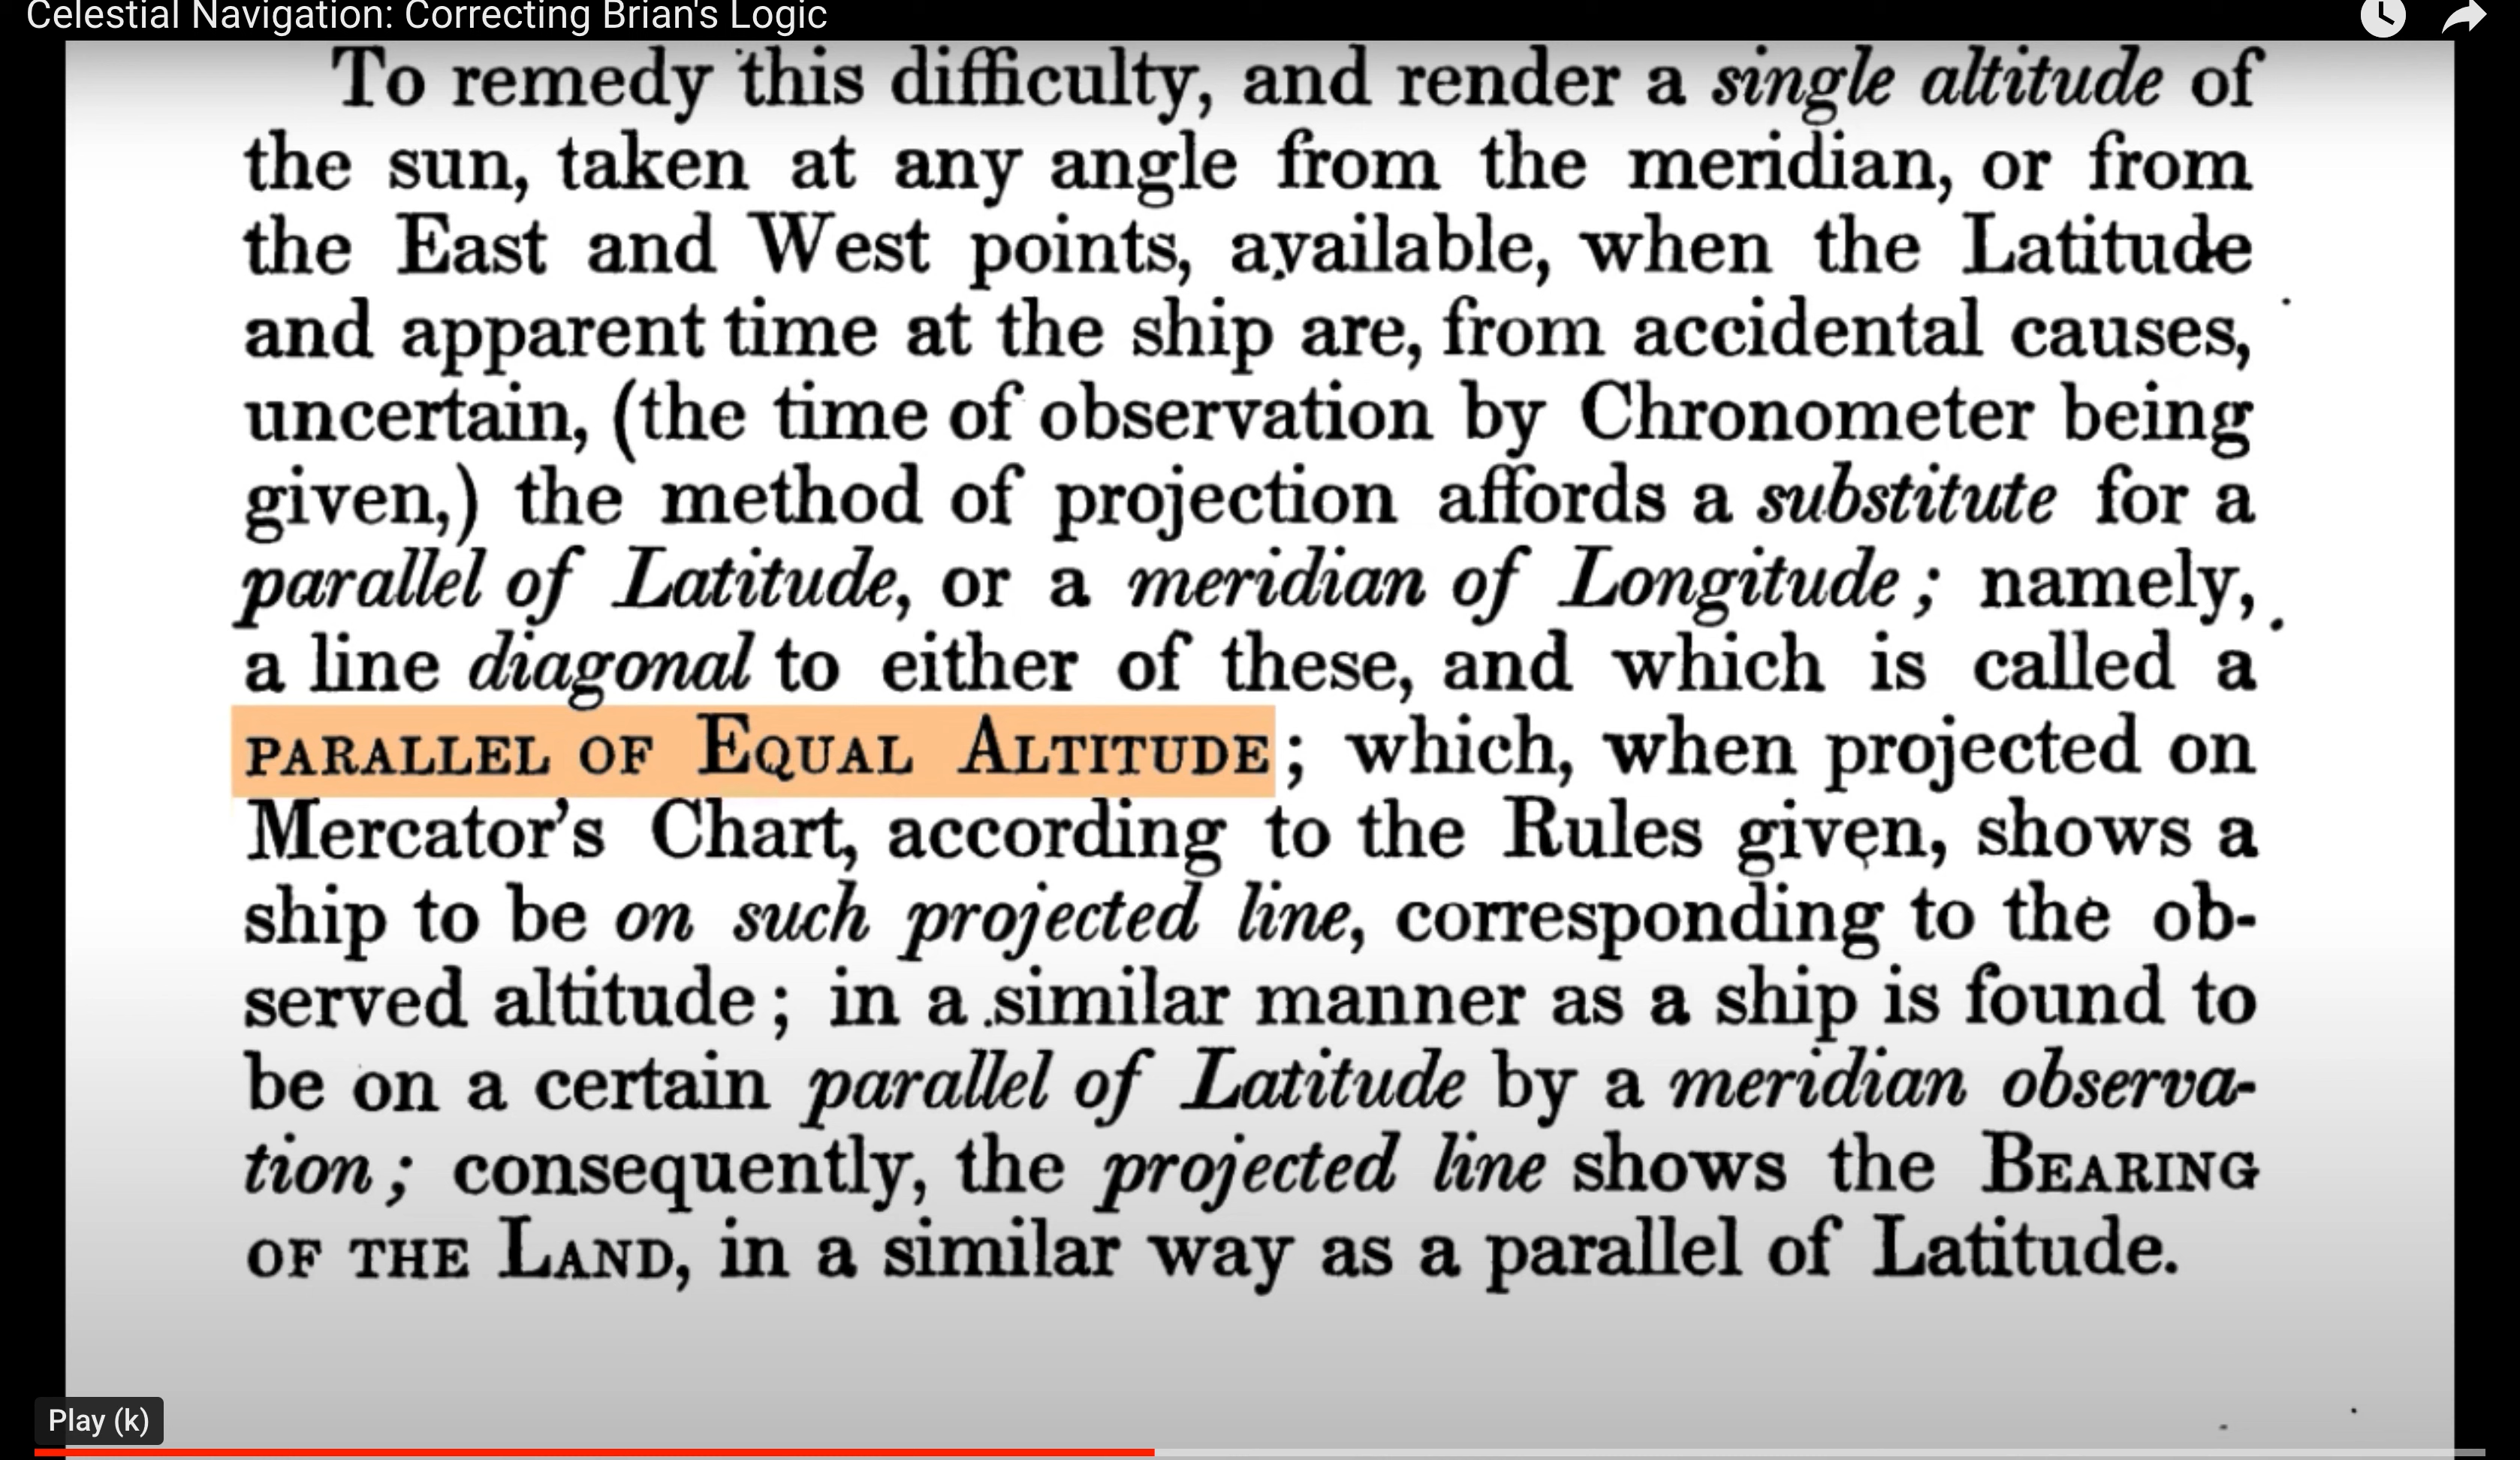 Celestial Navigation: Correcting Brian's Logic
To remedy this difficulty, and render a single altitude of
the sun, taken at any angle from the meridian, or from
the East and West points, available, when the Latitude
and apparent time at the ship are, from accidental causes,
uncertain, (the time of observation by Chronometer being
given,) the method of projection affords a substitute for a
parallel of Latitude, or a meridian of Longitude; namely,
a line diagonal to either of these, and which is called a
PARALLEL OF EQUAL ALTITUDE; which, when projected on
Mercator's Chart, according to the Rules given, shows a
ship to be on such projected line, corresponding to the ob-
served altitude; in a similar manner as a ship is found to
be on a certain parallel of Latitude by a meridian observa-
tion; consequently, the projected line shows the BEARING
OF THE LAND, in a similar way as a parallel of Latitude.
Play (k)